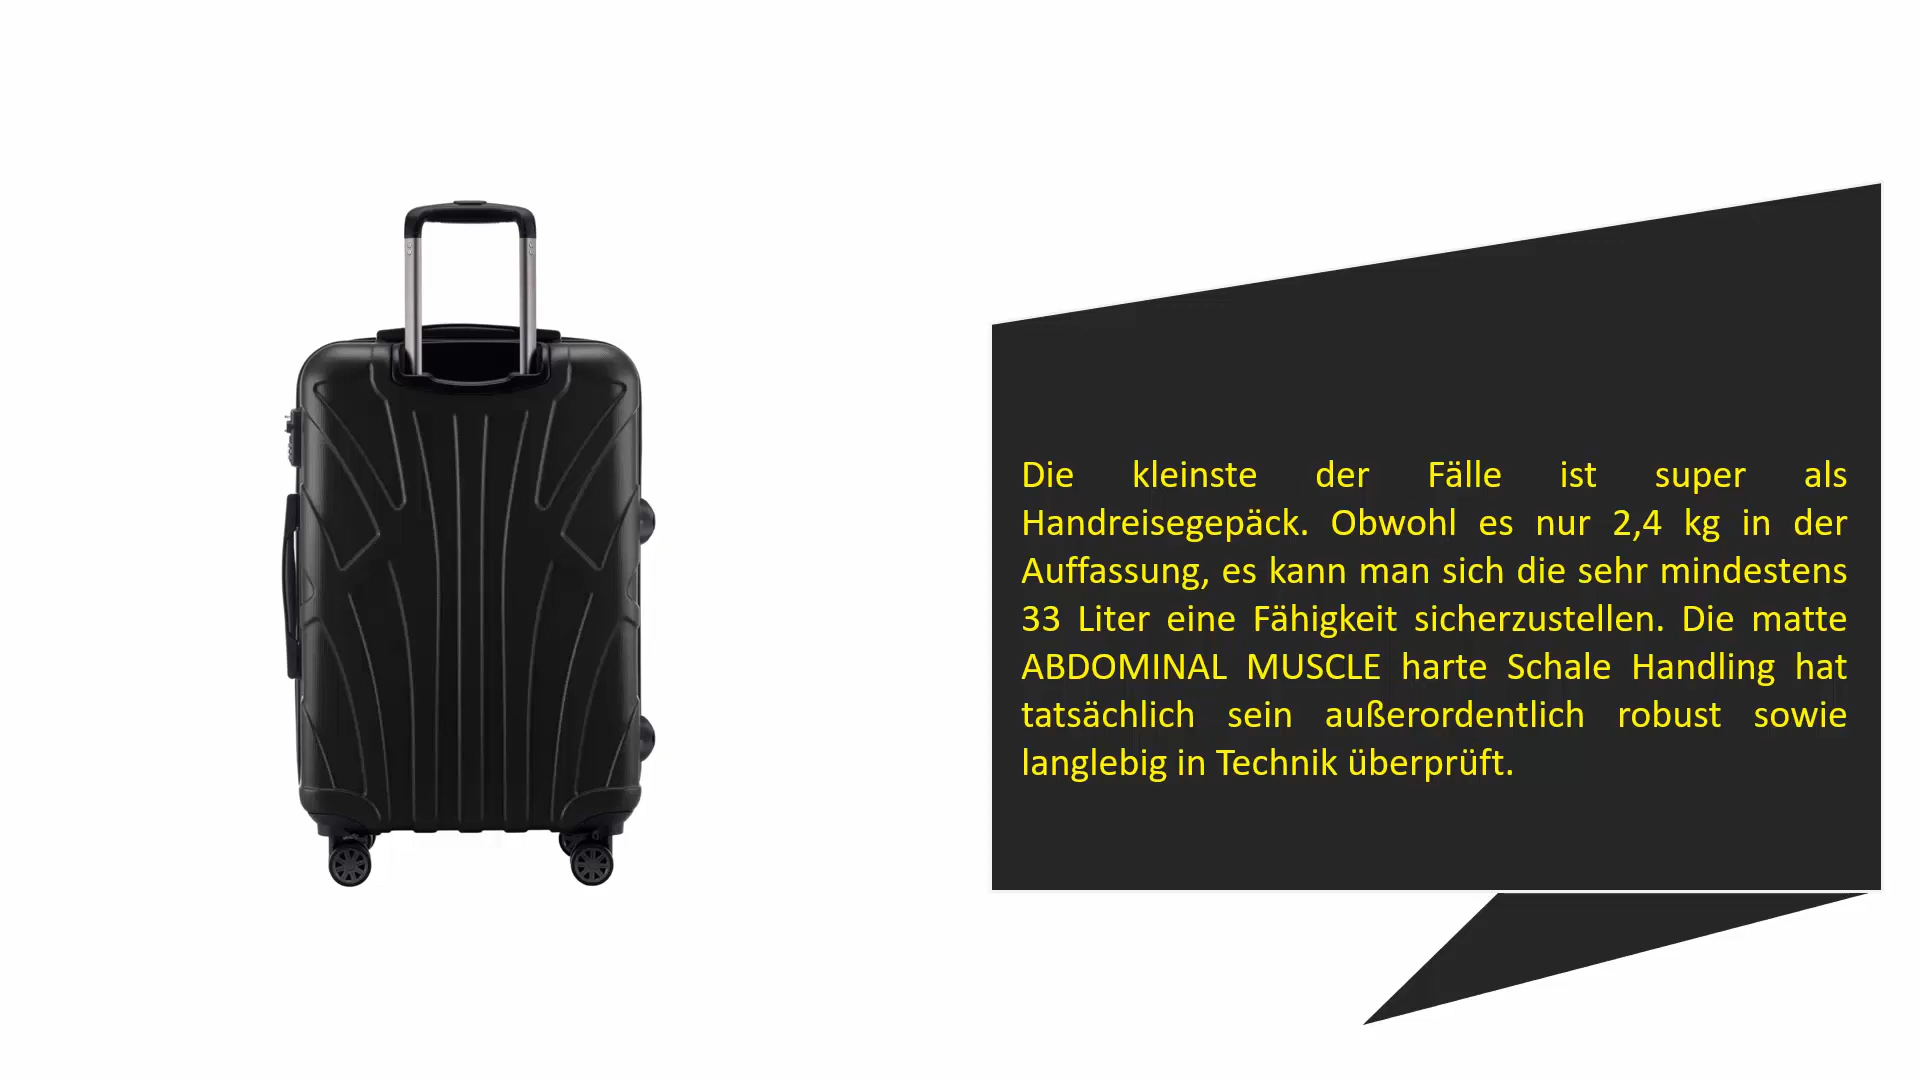 Die kleinste der Fälle ist super als
Handreisegepäck. Obwohl es nur 2,4 kg in der
Auffassung, es kann man sich die sehr mindestens
33 Liter eine Fähigkeit sicherzustellen. Die matte
ABDOMINAL MUSCLE harte Schale Handling hat
tatsächlich sein außerordentlich robust sowie
langlebig in Technik überprüft.